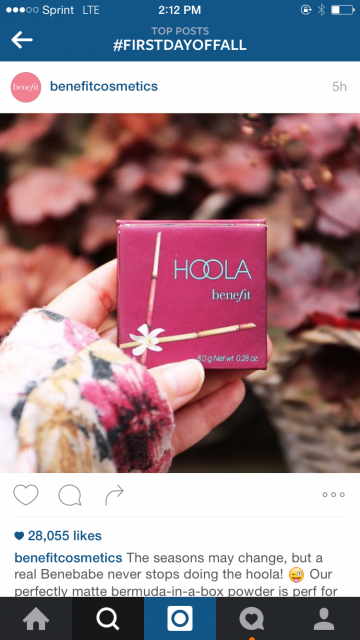 Sprint LTE 2:12 PM
TOP POSTS
#FIRSTDAYOFFALL
benefit
benefitcosmetics 5h
HOOLA
benefit
8.0 g Net wt. 0.28 oz.
28,055 likes
benefitcosmetics The seasons may change, but a
real Benebabe never stops doing the hoola! 😜 Our
perfectly matte bermuda-in-a-box powder is perf for